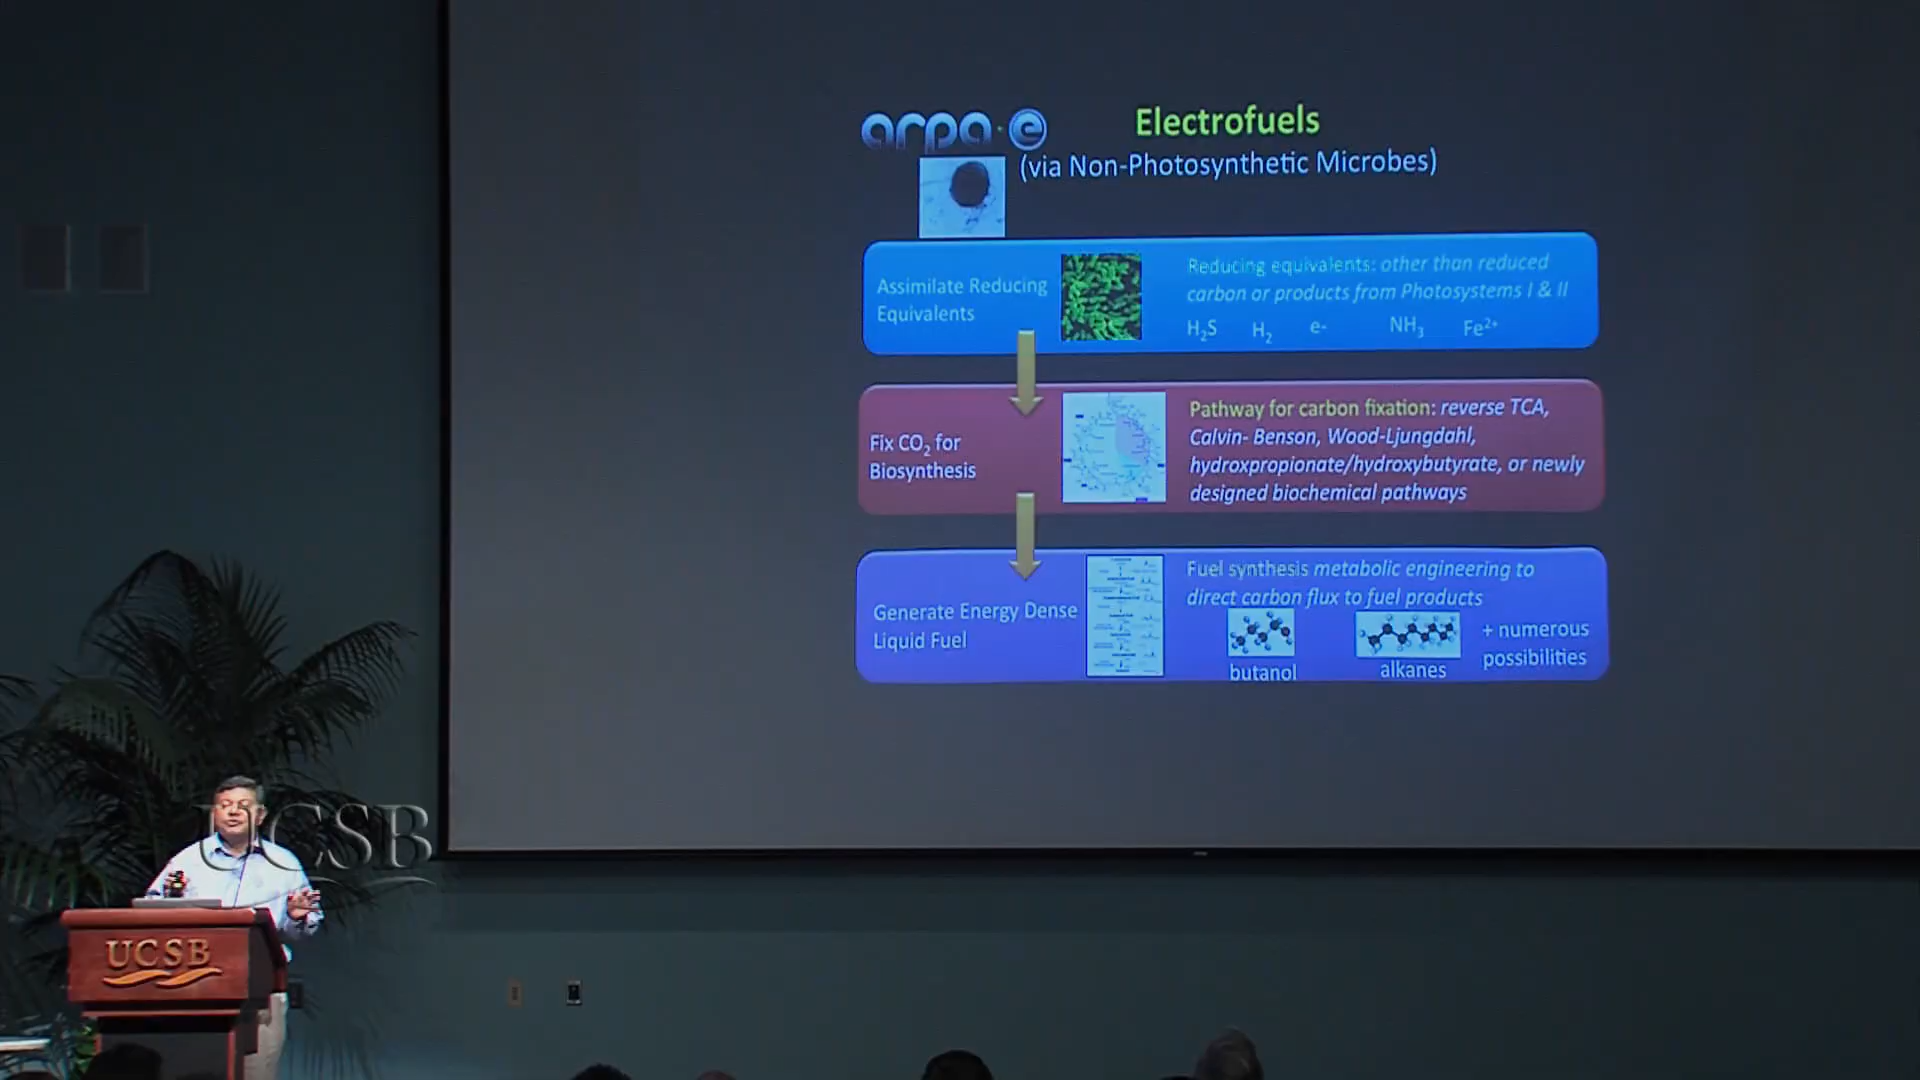 arpa·e
Electrofuels
(via Non-Photosynthetic Microbes)
Assimilate Reducing
Equivalents
Reducing equivalents: other than reduced
carbon or products from Photosystems I & II
H2S H2 e- NH3 Fe2+
Fix CO2 for
Biosynthesis
Pathway for carbon fixation: reverse TCA,
Calvin- Benson, Wood-Ljungdahl,
hydroxpropionate/hydroxybutyrate, or newly
designed biochemical pathways
Generate Energy Dense
Liquid Fuel
Fuel synthesis metabolic engineering to
direct carbon flux to fuel products
butanol
alkanes
+ numerous
possibilities
UCSB
UCSB